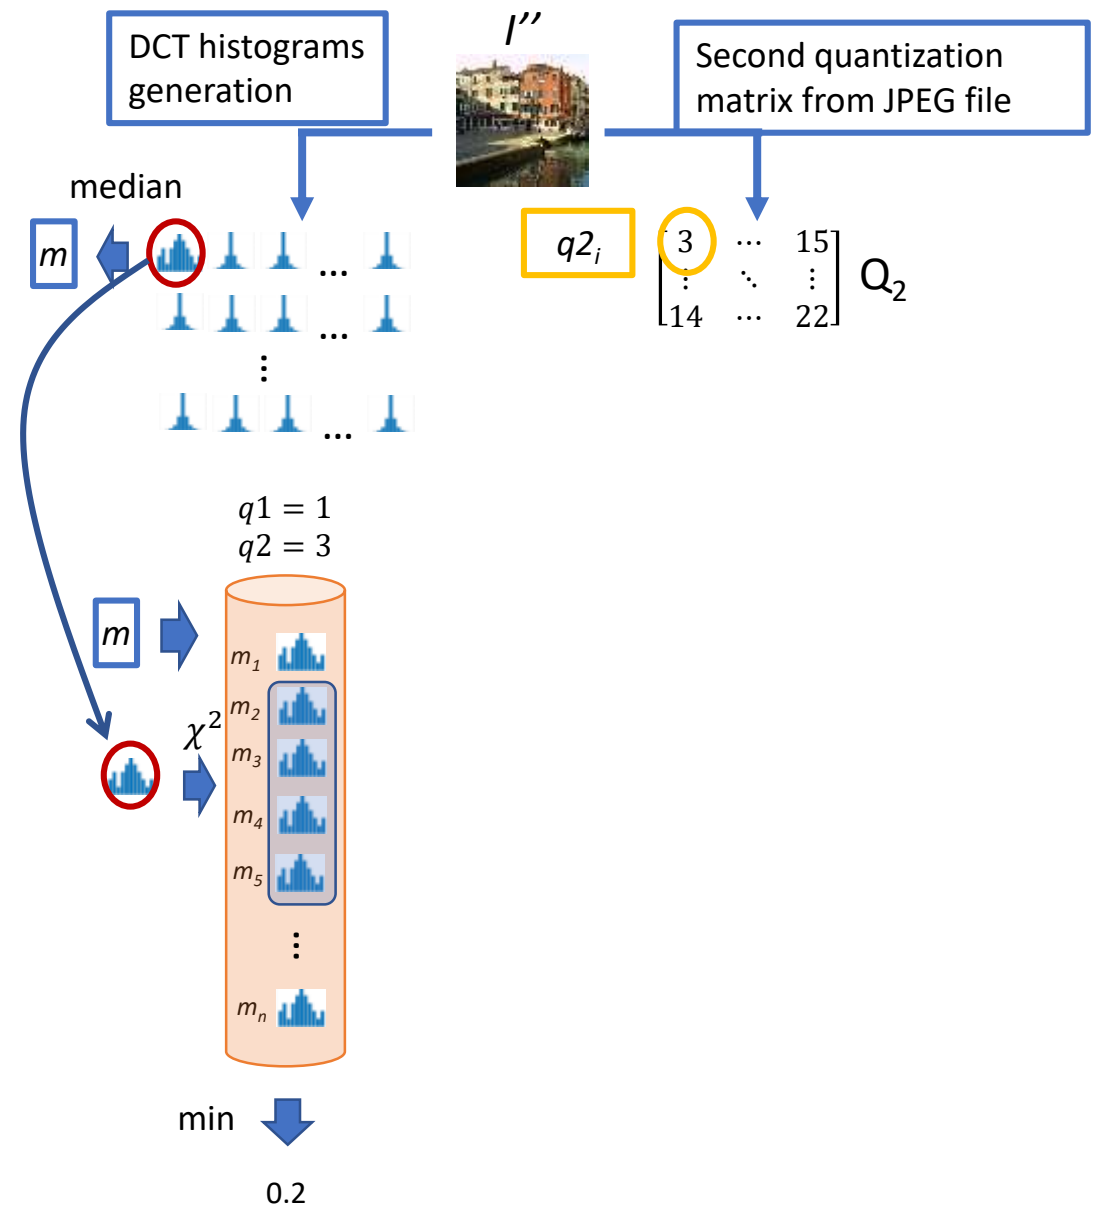 DCT histograms
generation
I’’
Second quantization
matrix from JPEG file
median
m
...
q2i
3 ⋯ 15
⋮ ⋱ ⋮
14 ⋯ 22
Q2
...
⋮
...
q1 = 1
q2 = 3
m
m1
m2
χ2
m3
m4
m5
⋮
mn
min
0.2